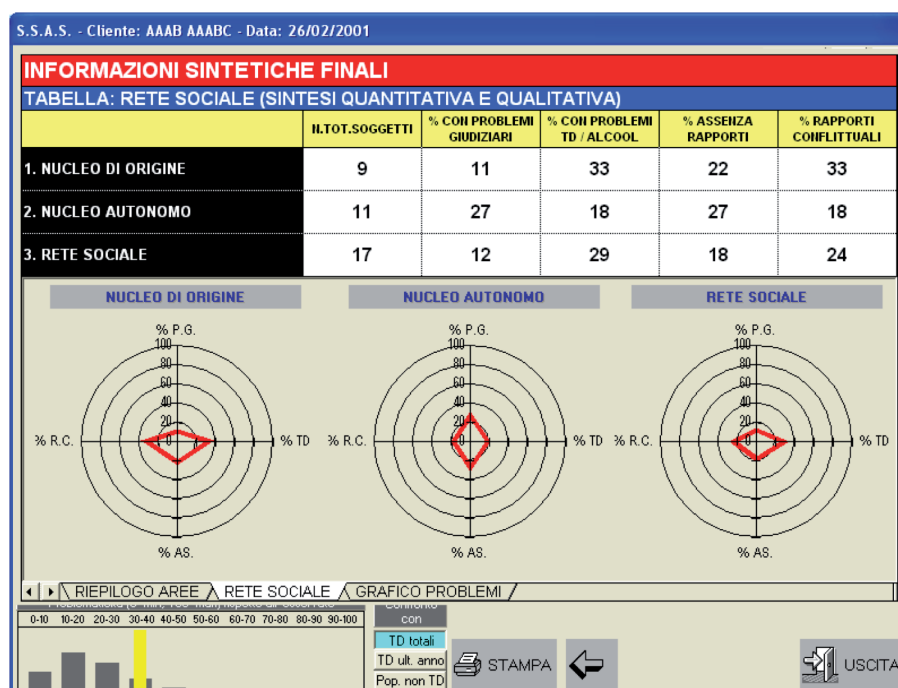 S.S.A.S. - Cliente: AAAB AAABC - Data: 26/02/2001
INFORMAZIONI SINTETICHE FINALI
TABELLA: RETE SOCIALE (SINTESI QUANTITATIVA E QUALITATIVA)
N.TOT.SOGGETTI
% CON PROBLEMI GIUDIZIARI
% CON PROBLEMI TD / ALCOOL
% ASSENZA RAPPORTI
% RAPPORTI CONFLITTUALI
1. NUCLEO DI ORIGINE 9 11 33 22 33
2. NUCLEO AUTONOMO 11 27 18 27 18
3. RETE SOCIALE 17 12 29 18 24
NUCLEO DI ORIGINE
% P.G.
100
80
60
40
20
0
% R.C.
% TD
% AS.
NUCLEO AUTONOMO
% P.G.
100
80
60
40
20
0
% R.C.
% TD
% AS.
RETE SOCIALE
% P.G.
100
80
60
40
20
0
% R.C.
% TD
% AS.
RIEPILOGO AREE RETE SOCIALE GRAFICO PROBLEMI
0-10 10-20 20-30 30-40 40-50 50-60 60-70 70-80 80-90 90-100
con
TD totali
TD ult. anno
Pop. non TD
STAMPA
USCITA